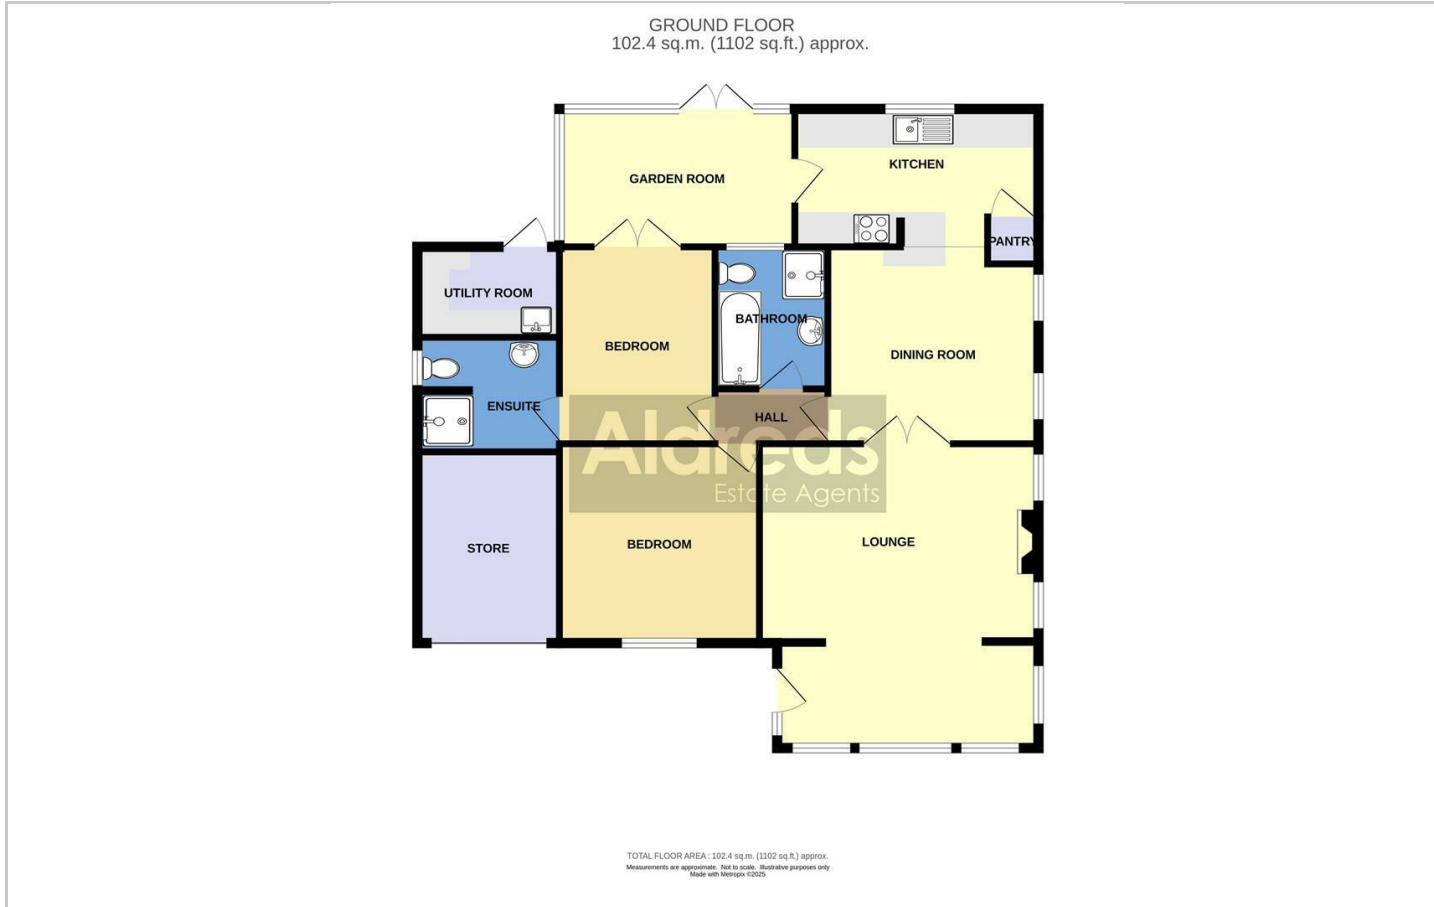 GROUND FLOOR
102.4 sq.m. (1102 sq.ft.) approx.
KITCHEN
GARDEN ROOM
PANTRY
UTILITY ROOM
BATHROOM
BEDROOM
DINING ROOM
ENSUITE
HALL
Aldreds
Estate Agents
STORE
BEDROOM
LOUNGE
TOTAL FLOOR AREA : 102.4 sq.m. (1102 sq.ft.) approx.
Measurements are approximate. Not to scale. Illustrative purposes only
Made with Metropix ©2025